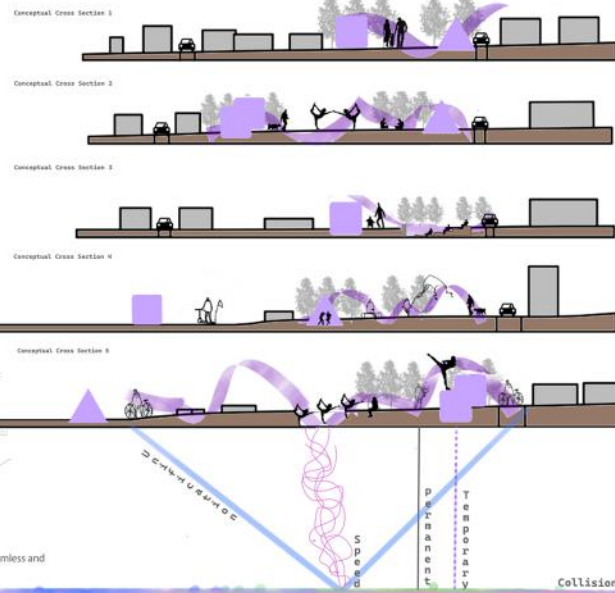 Conceptual Cross Section 1
Conceptual Cross Section 2
Conceptual Cross Section 3
Conceptual Cross Section 4
Conceptual Cross Section 5
Unification
Speed
permanent
Temporary
mless and
Collision